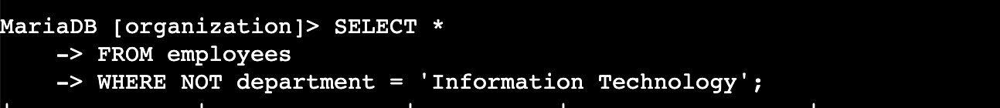 MariaDB [organization]> SELECT *
    -> FROM employees
    -> WHERE NOT department = 'Information Technology';